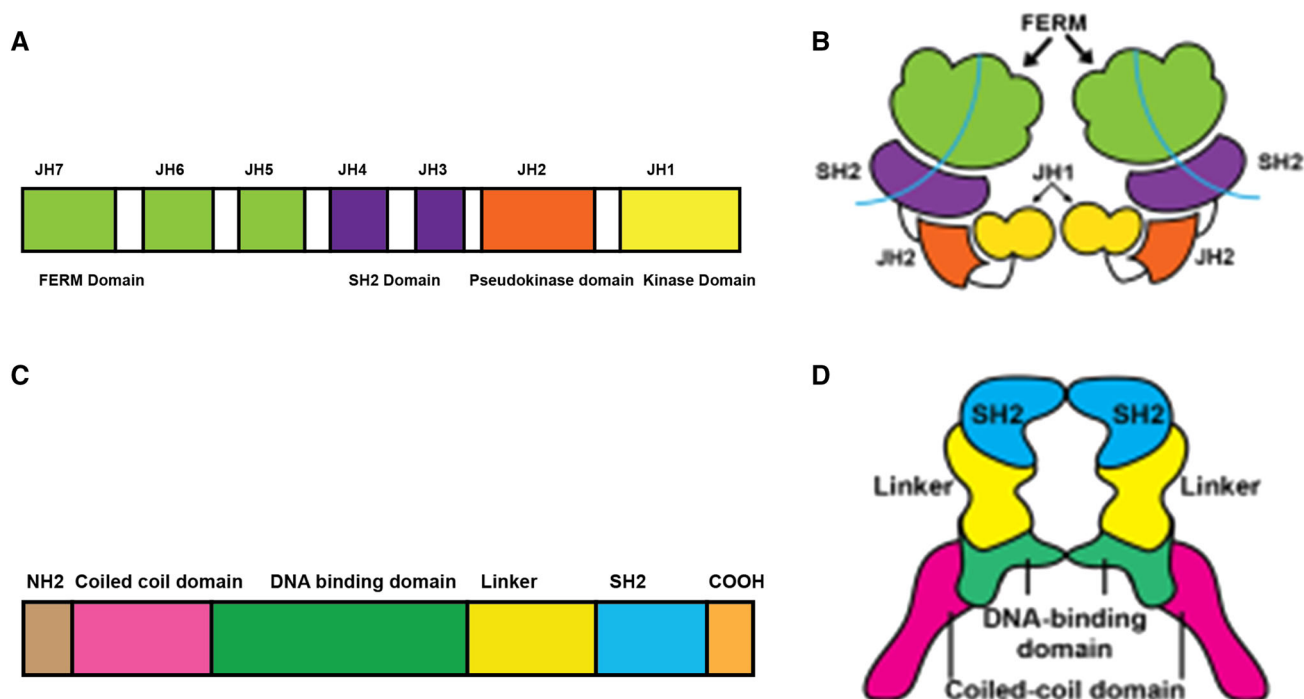 A
JH7 JH6 JH5 JH4 JH3 JH2 JH1
FERM Domain SH2 Domain Pseudokinase domain Kinase Domain
B
FERM
SH2 JH1 SH2
JH2 JH2
C
NH2 Coiled coil domain DNA binding domain Linker SH2 COOH
D
SH2 SH2
Linker Linker
DNA-binding
domain
Coiled-coil domain